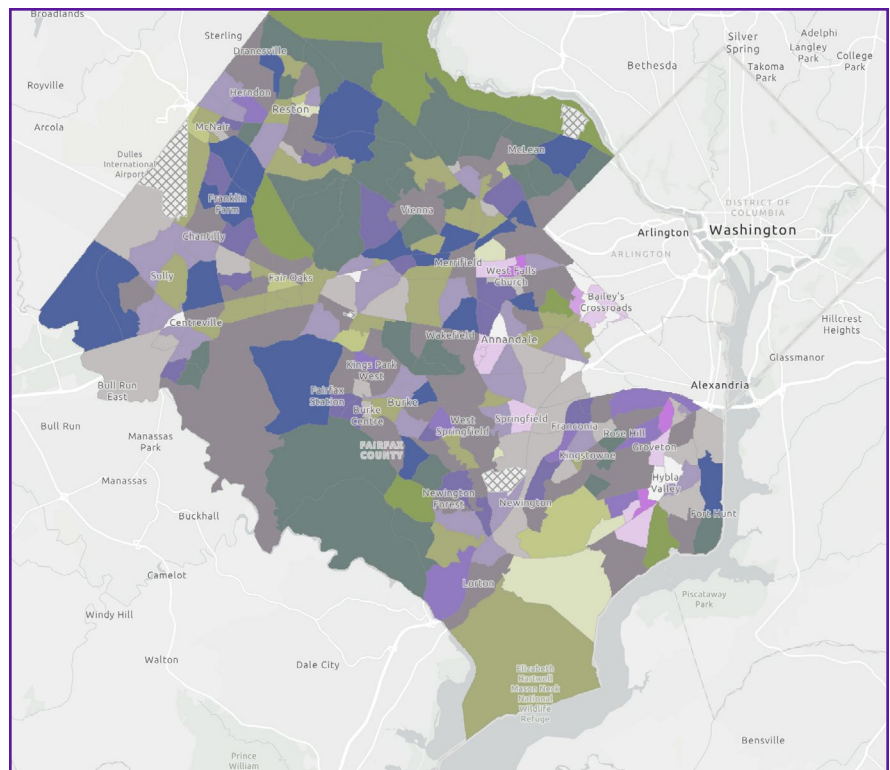 Broadlands
Sterling
Dranesville
Silver
Spring
Adelphi
Langley
Park
College
Park
Takoma
Park
Bethesda
Royville
Herndon
Reston
Arcola
McNair
McLean
Dulles
International
Airport
Franklin
Farm
Vienna
DISTRICT OF
COLUMBIA
Arlington
Washington
ARLINGTON
Chantilly
Merrifield
West Falls
Church
Sully
Fair Oaks
Bailey's
Crossroads
Hillcrest
Heights
Centreville
Wakefield
Annandale
Glassmanor
Kings Park
West
Bull Run
East
Alexandria
Fairfax
Station
Burke
Burke
Centre
Bull Run
West
Springfield
Springfield
Franconia
Rose Hill
Manassas
Park
FAIRFAX
COUNTY
Groveton
Kingstowne
Manassas
Hybla
Valley
Newington
Forest
Newington
Fort Hunt
Buckhall
Camelot
Lorton
Piscataway
Park
Windy Hill
Walton
Dale City
Elizabeth
Hartwell
Mason Neck
National
Wildlife
Refuge
Bensville
Prince
William